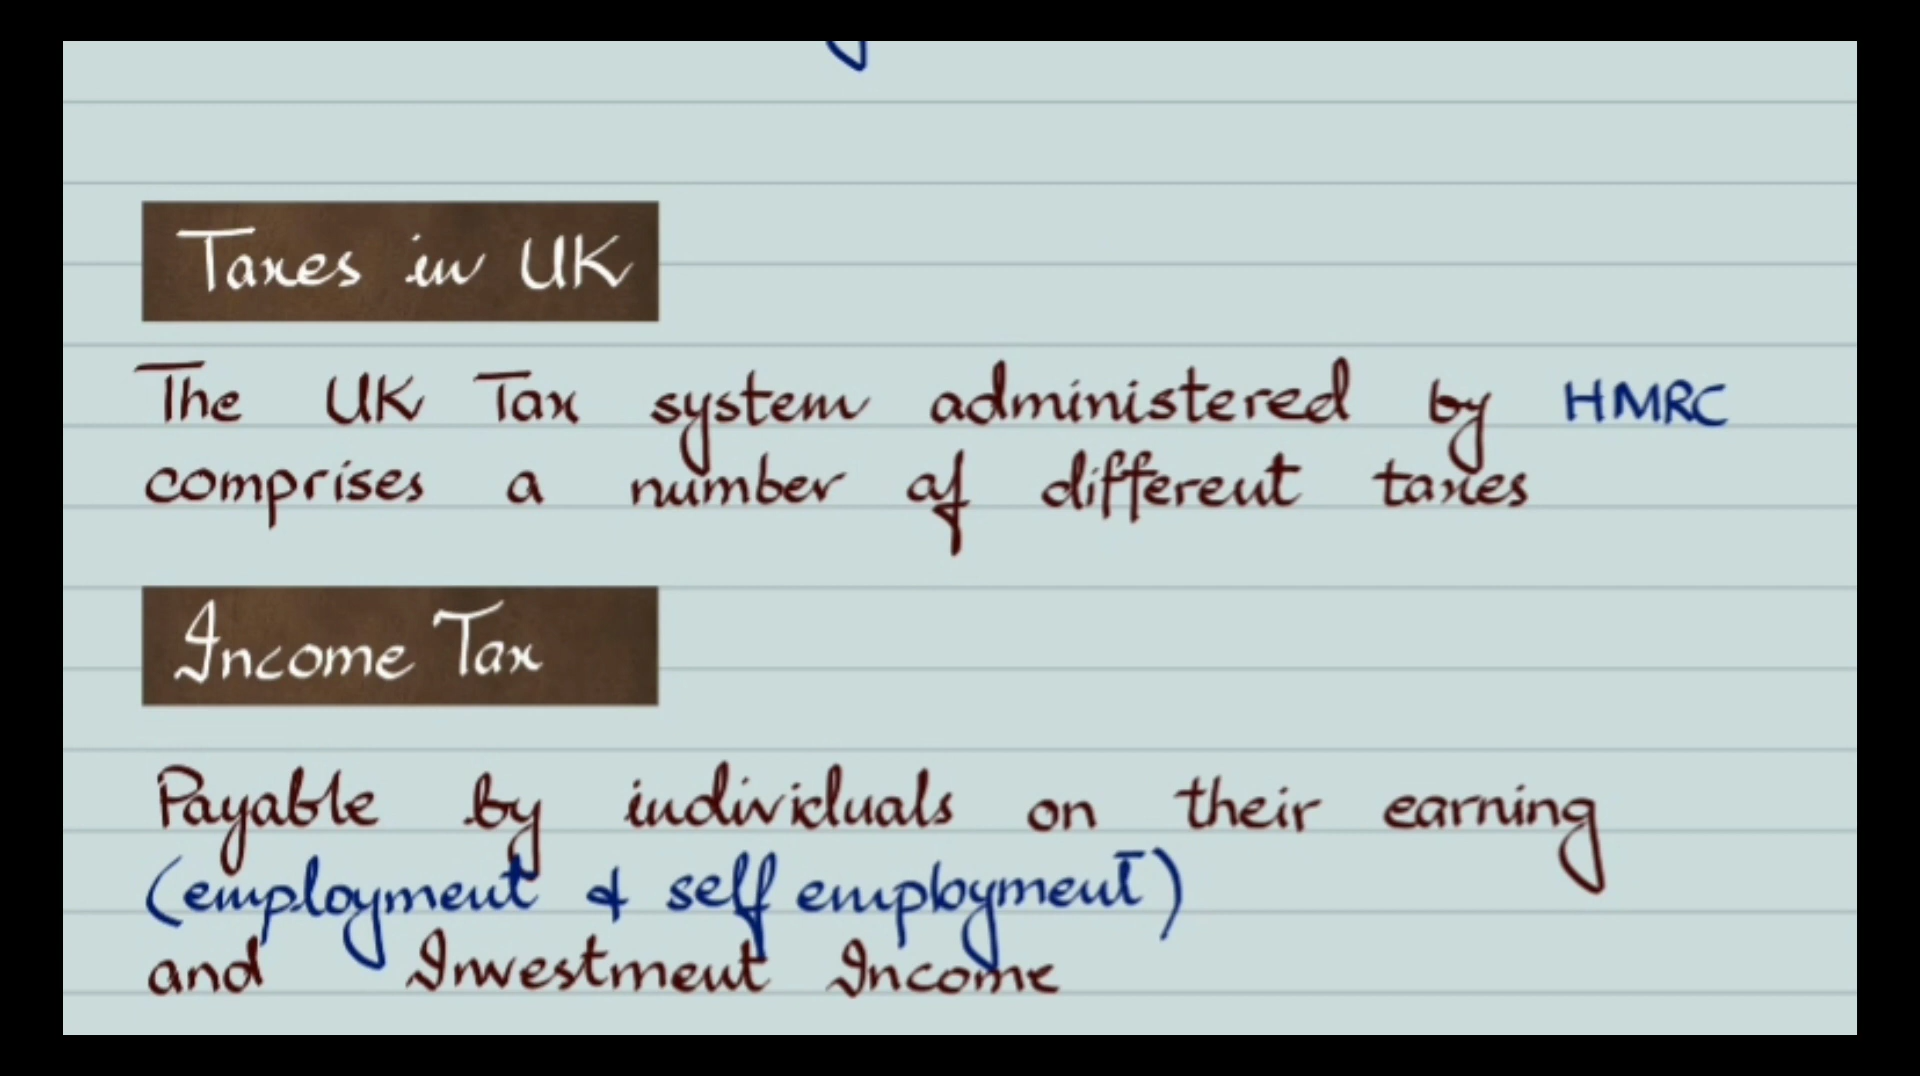 Taxes in UK
The UK Tax system administered by HMRC
comprises a number of different taxes
Income Tax
Payable by individuals on their earning
(employment & self employment)
and Investment Income